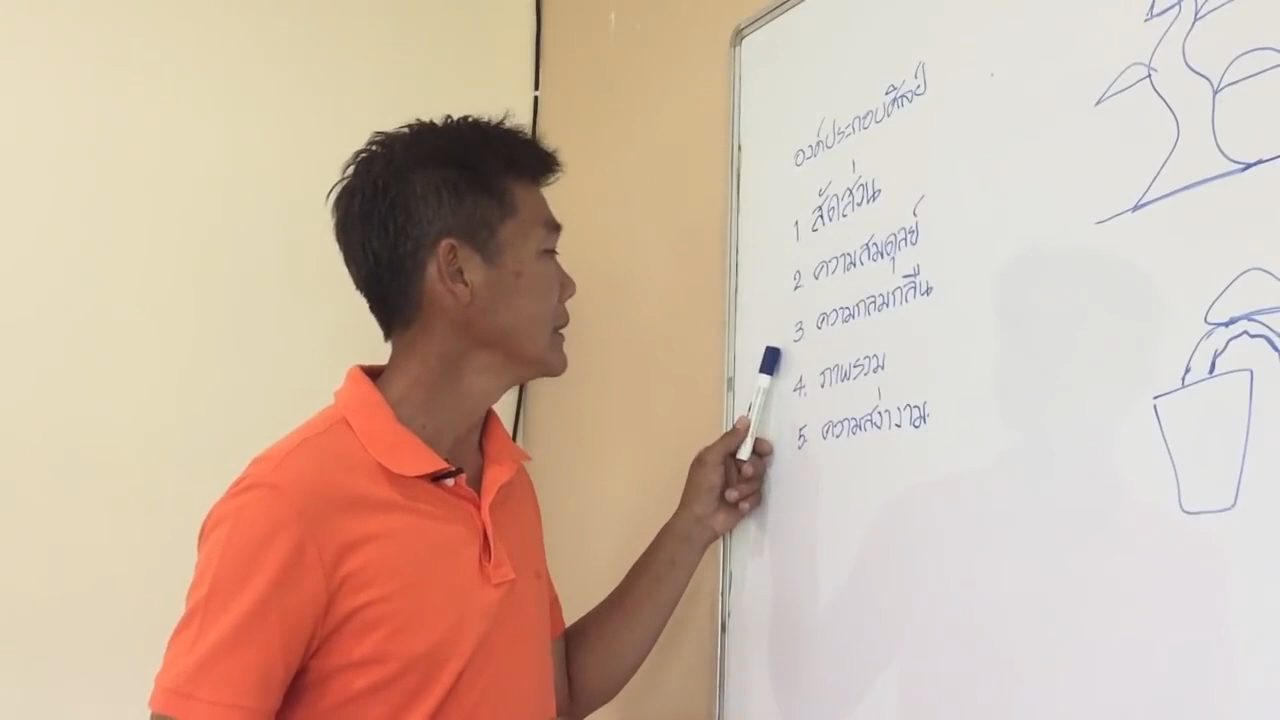 องค์ประกอบศิลป์
1 สัดส่วน
2 ความสมดุลย์
3 ความกลมกลืน
4. ภาพรวม
5. ความสง่างาม.